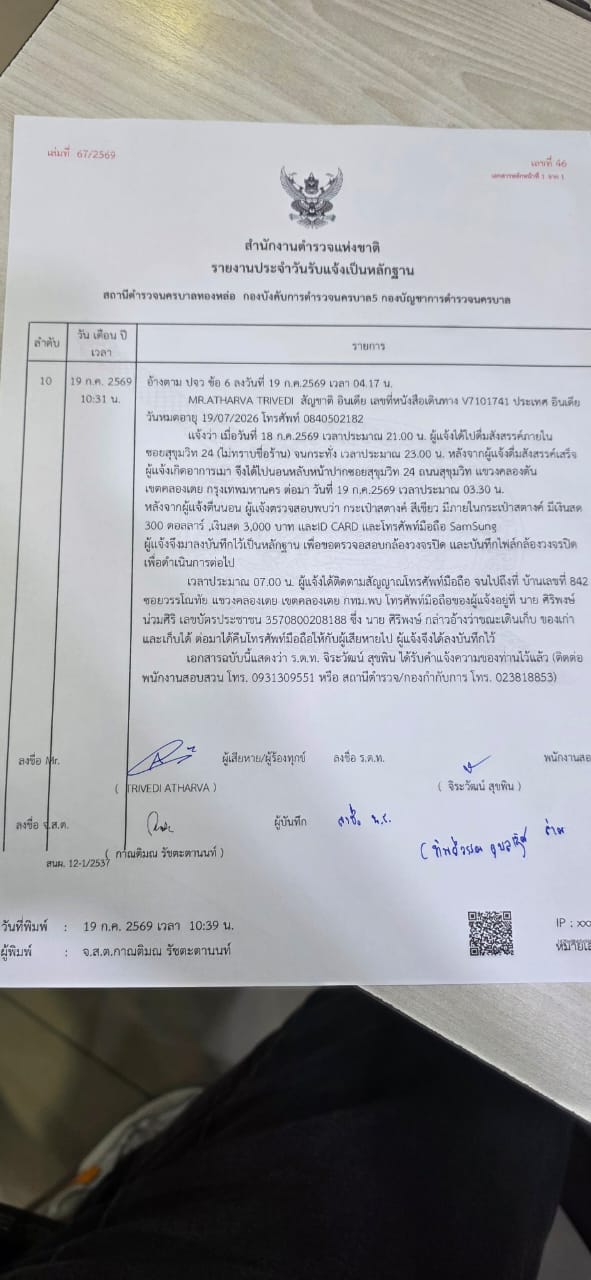 เล่มที่ 67/2569
เลขที่ 46
เอกสารหลักหน้าที่ 1 จาก 1
สำนักงานตำรวจแห่งชาติ
รายงานประจำวันรับแจ้งเป็นหลักฐาน
สถานีตำรวจนครบาลทองหล่อ กองบังคับการตำรวจนครบาล5 กองบัญชาการตำรวจนครบาล
ลำดับ
วัน เดือน ปี
เวลา
รายการ
10
19 ก.ค. 2569
10:31 น.
อ้างตาม ปจว ข้อ 6 ลงวันที่ 19 ก.ค.2569 เวลา 04.17 น.
MR.ATHARVA TRIVEDI สัญชาติ อินเดีย เลขที่หนังสือเดินทาง V7101741 ประเทศ อินเดีย
วันหมดอายุ 19/07/2026 โทรศัพท์ 0840502182
แจ้งว่า เมื่อวันที่ 18 ก.ค.2569 เวลาประมาณ 21.00 น. ผู้แจ้งได้ไปดื่มสังสรรค์ภายใน
ซอยสุขุมวิท 24 (ไม่ทราบชื่อร้าน) จนกระทั่ง เวลาประมาณ 23.00 น. หลังจากผู้แจ้งดื่มสังสรรค์เสร็จ
ผู้แจ้งเกิดอาการเมา จึงได้ไปนอนหลับหน้าปากซอยสุขุมวิท 24 ถนนสุขุมวิท แขวงคลองตัน
เขตคลองเตย กรุงเทพมหานคร ต่อมา วันที่ 19 ก.ค.2569 เวลาประมาณ 03.30 น.
หลังจากผู้แจ้งตื่นนอน ผู้แจ้งตรวจสอบพบว่า กระเป๋าสตางค์ สีเขียว มีภายในกระเป๋าสตางค์ มีเงินสด
300 ดอลลาร์ ,เงินสด 3,000 บาท และID CARD และโทรศัพท์มือถือ SamSung
ผู้แจ้งจึงมาลงบันทึกไว้เป็นหลักฐาน เพื่อขอตรวจอสอบกล้องวงจรปิด และบันทึกไฟล์กล้องวงจรปิด
เพื่อดำเนินการต่อไป
เวลาประมาณ 07.00 น. ผู้แจ้งได้ติดตามสัญญาณโทรศัพท์มือถือ จนไปถึงที่ บ้านเลขที่ 842
ซอยวรรโณทัย แขวงคลองเตย เขตคลองเตย กทม.พบ โทรศัพท์มือถือของผู้แจ้งอยู่ที่ นาย ศิริพงษ์
น่วมศิริ เลขบัตรประชาชน 3570800208188 ซึ่ง นาย ศิริพงษ์ กล่าวอ้างว่าขณะเดินเก็บ ของเก่า
และเก็บได้ ต่อมาได้คืนโทรศัพท์มือถือให้กับผู้เสียหายไป ผู้แจ้งจึงได้ลงบันทึกไว้
เอกสารฉบับนี้แสดงว่า ร.ต.ท. จิระวัฒน์ สุขพิน ได้รับคำแจ้งความของท่านไว้แล้ว (ติดต่อ
พนักงานสอบสวน โทร. 0931309551 หรือ สถานีตำรวจ/กองกำกับการ โทร. 023818853)
ลงชื่อ Mr. ผู้เสียหาย/ผู้ร้องทุกข์ ลงชื่อ ร.ต.ท. พนักงานสอ
( TRIVEDI ATHARVA ) ( จิระวัฒน์ สุขพิน )
ลงชื่อ จ.ส.ต. ผู้บันทึก
( กาณติมณ รัชตะตานนท์ )
สนผ. 12-1/2537
วันที่พิมพ์ : 19 ก.ค. 2569 เวลา 10:39 น.
IP : xx
ผู้พิมพ์ : จ.ส.ต.กาณติมณ รัชตะตานนท์